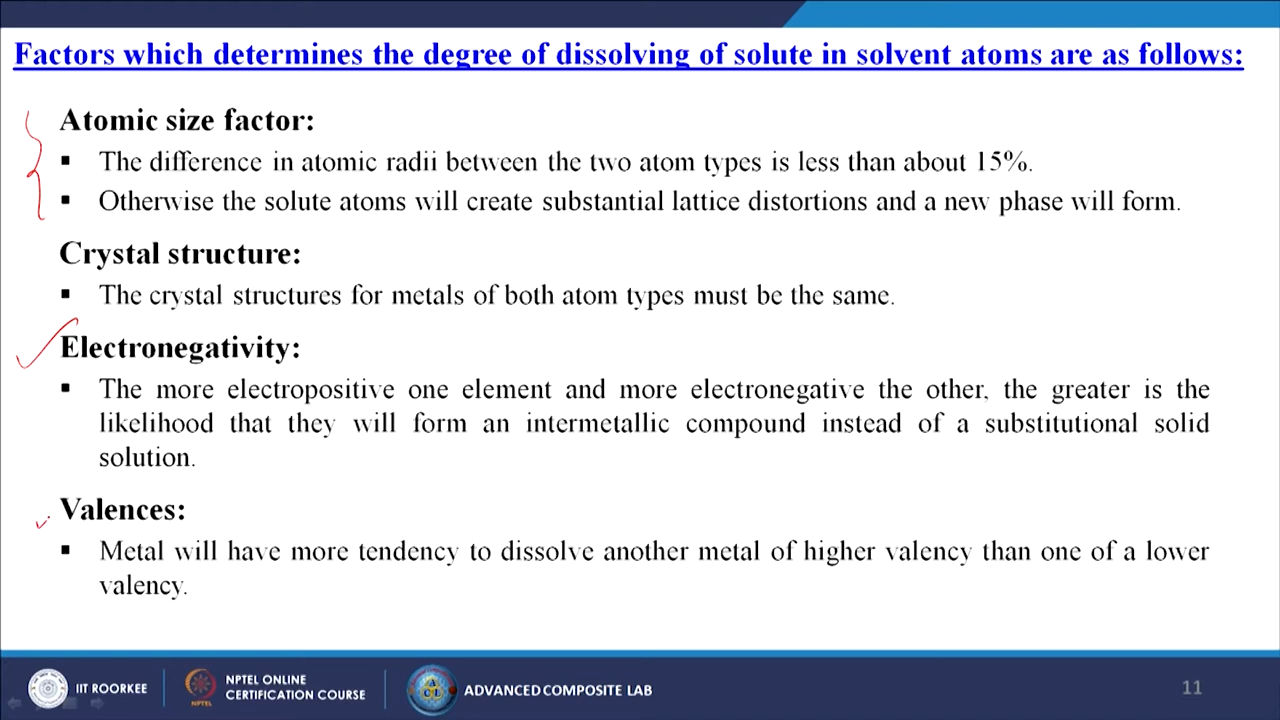 Factors which determines the degree of dissolving of solute in solvent atoms are as follows:
Atomic size factor:
▪ The difference in atomic radii between the two atom types is less than about 15%.
▪ Otherwise the solute atoms will create substantial lattice distortions and a new phase will form.
Crystal structure:
▪ The crystal structures for metals of both atom types must be the same.
Electronegativity:
▪ The more electropositive one element and more electronegative the other, the greater is the
likelihood that they will form an intermetallic compound instead of a substitutional solid
solution.
Valences:
▪ Metal will have more tendency to dissolve another metal of higher valency than one of a lower
valency.
IIT ROORKEE
NPTEL
NPTEL ONLINE
CERTIFICATION COURSE
ACL
ADVANCED COMPOSITE LAB
11